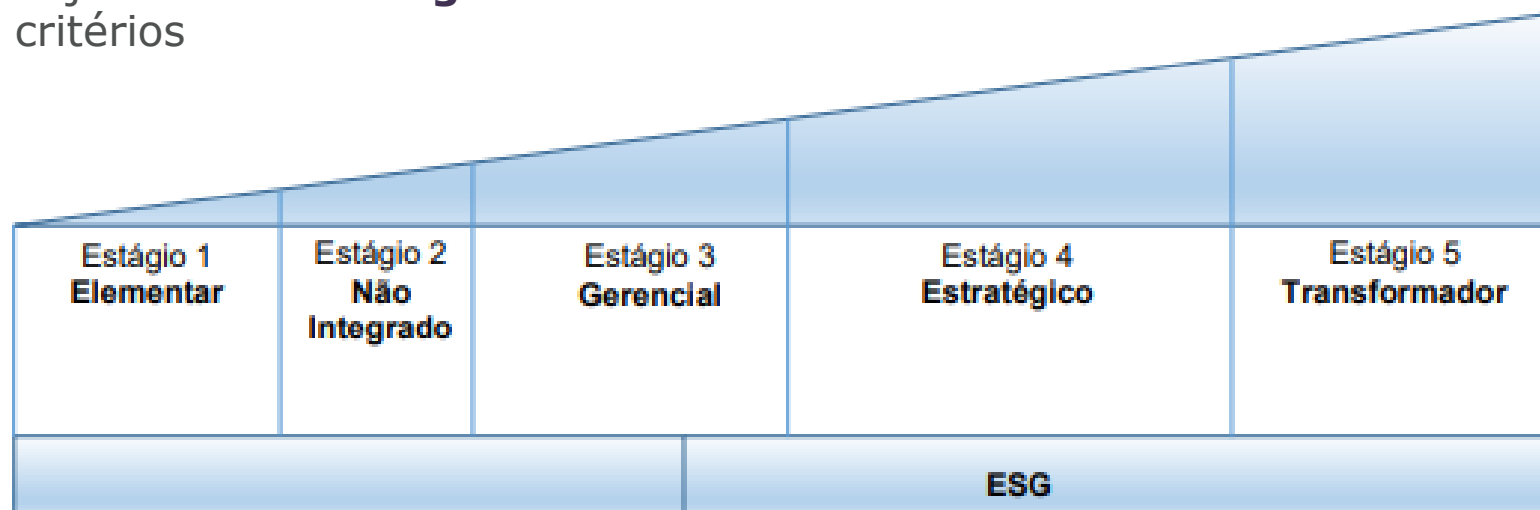 critérios
Estágio 1
Elementar
Estágio 2
Não
Integrado
Estágio 3
Gerencial
Estágio 4
Estratégico
Estágio 5
Transformador
ESG